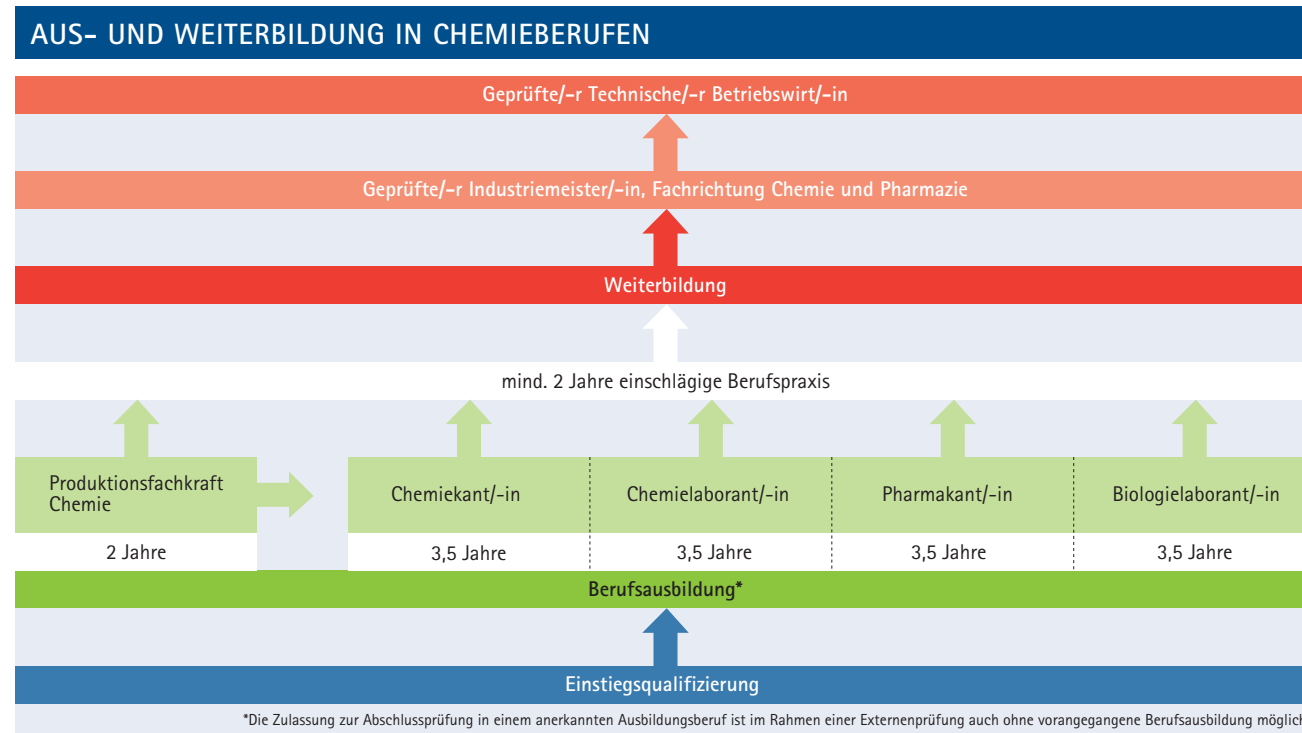 AUS- UND WEITERBILDUNG IN CHEMIEBERUFEN
Geprüfte/-r Technische/-r Betriebswirt/-in
Geprüfte/-r Industriemeister/-in, Fachrichtung Chemie und Pharmazie
Weiterbildung
mind. 2 Jahre einschlägige Berufspraxis
Produktionsfachkraft
Chemie
Chemiekant/-in
Chemielaborant/-in
Pharmakant/-in
Biologielaborant/-in
2 Jahre
3,5 Jahre
3,5 Jahre
3,5 Jahre
3,5 Jahre
Berufsausbildung*
Einstiegsqualifizierung
*Die Zulassung zur Abschlussprüfung in einem anerkannten Ausbildungsberuf ist im Rahmen einer Externenprüfung auch ohne vorangegangene Berufsausbildung möglich